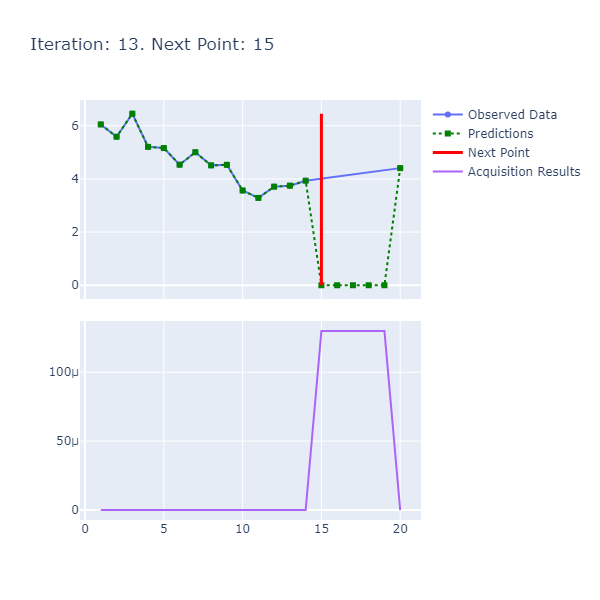 Iteration: 13. Next Point: 15
Observed Data
Predictions
Next Point
Acquisition Results
6
4
2
0
100μ
50μ
0
0 5 10 15 20